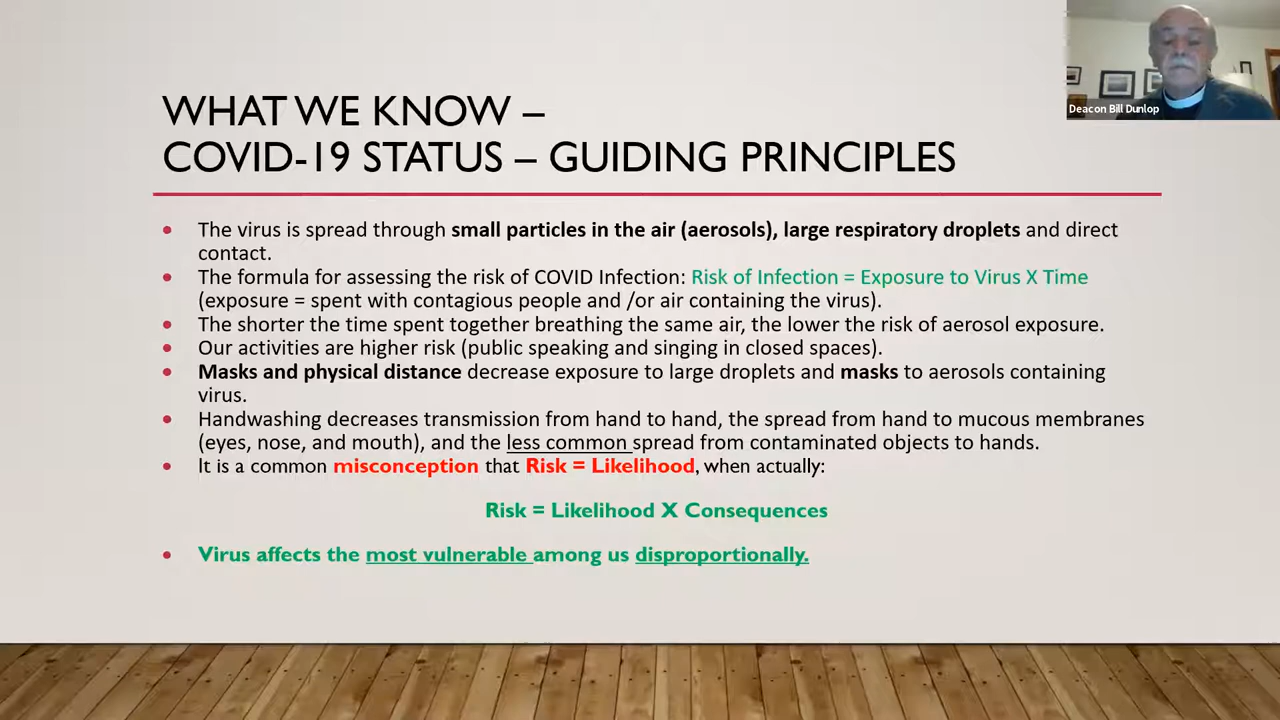 Deacon Bill Dunlop
WHAT WE KNOW –
COVID-19 STATUS – GUIDING PRINCIPLES
• The virus is spread through small particles in the air (aerosols), large respiratory droplets and direct
contact.
• The formula for assessing the risk of COVID Infection: Risk of Infection = Exposure to Virus X Time
(exposure = spent with contagious people and /or air containing the virus).
• The shorter the time spent together breathing the same air, the lower the risk of aerosol exposure.
• Our activities are higher risk (public speaking and singing in closed spaces).
• Masks and physical distance decrease exposure to large droplets and masks to aerosols containing
virus.
• Handwashing decreases transmission from hand to hand, the spread from hand to mucous membranes
(eyes, nose, and mouth), and the less common spread from contaminated objects to hands.
• It is a common misconception that Risk = Likelihood, when actually:
Risk = Likelihood X Consequences
• Virus affects the most vulnerable among us disproportionally.